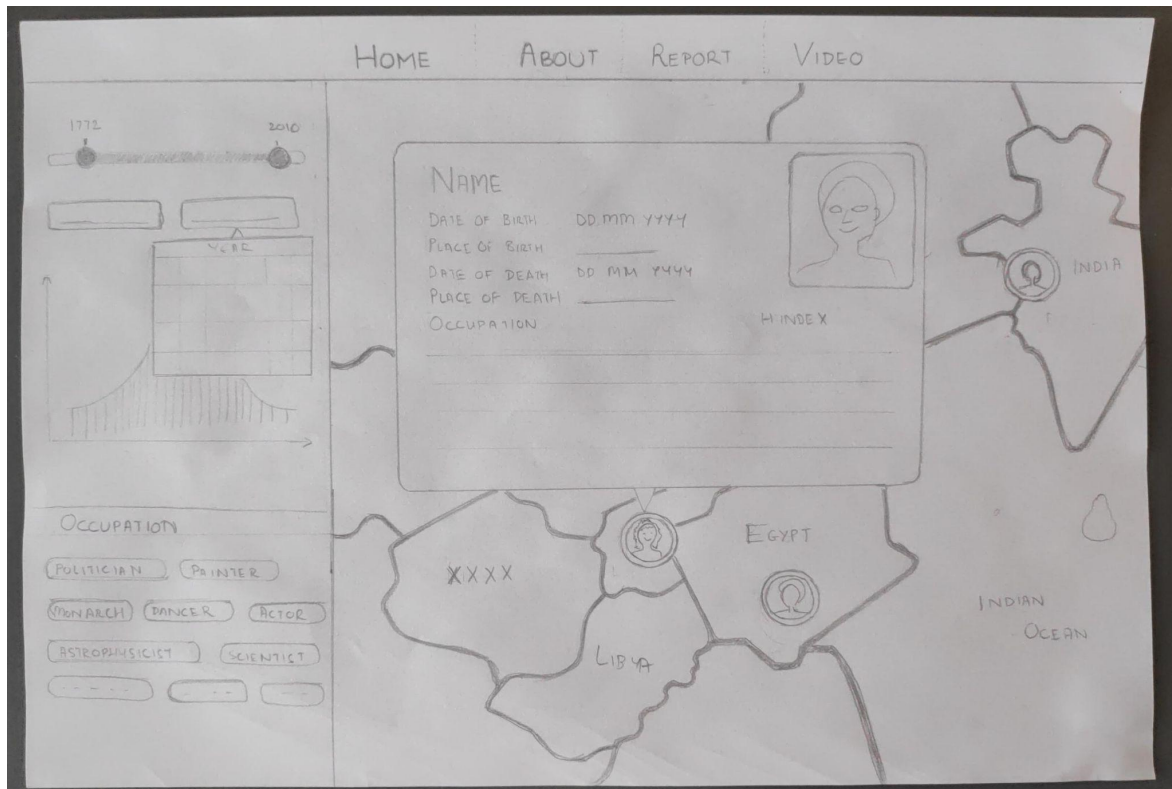 HOME ABOUT REPORT VIDEO
1772 2010
YEAR
OCCUPATION
POLITICIAN PAINTER
MONARCH DANCER ACTOR
ASTROPHYSICIST SCIENTIST
NAME
DATE OF BIRTH DD MM YYYY
PLACE OF BIRTH
DATE OF DEATH DD MM YYYY
PLACE OF DEATH
OCCUPATION H INDEX
INDIA
EGYPT
XXXX
LIBYA
INDIAN
OCEAN